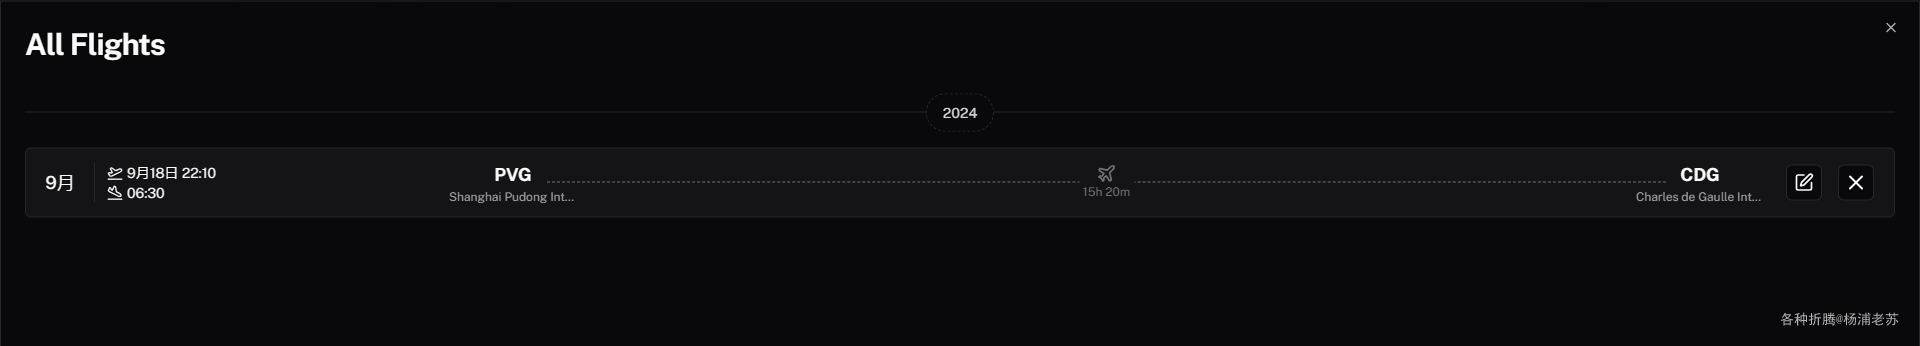 All Flights
2024
9月
9月18日 22:10
06:30
PVG
Shanghai Pudong Int...
15h 20m
CDG
Charles de Gaulle Int...
各种折腾@杨浦老苏